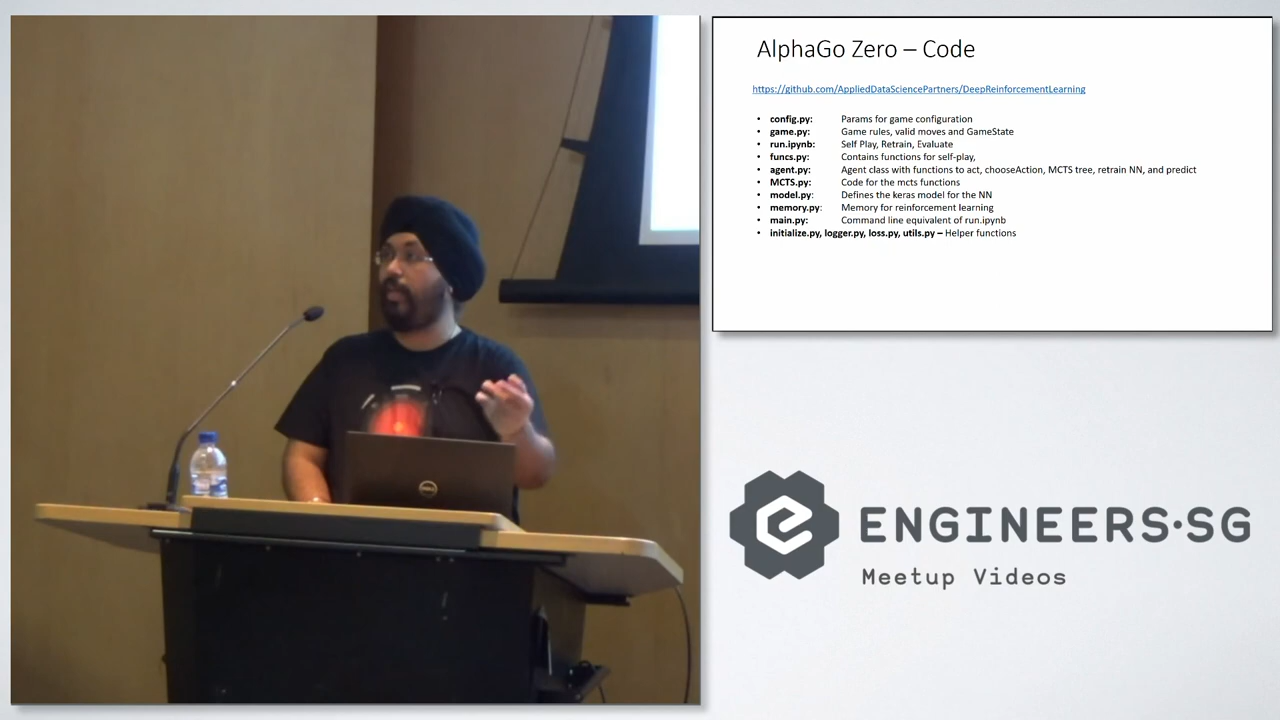 AlphaGo Zero – Code
https://github.com/AppliedDataSciencePartners/DeepReinforcementLearning
• config.py: Params for game configuration
• game.py: Game rules, valid moves and GameState
• run.ipynb: Self Play, Retrain, Evaluate
• funcs.py: Contains functions for self-play,
• agent.py: Agent class with functions to act, chooseAction, MCTS tree, retrain NN, and predict
• MCTS.py: Code for the mcts functions
• model.py: Defines the keras model for the NN
• memory.py: Memory for reinforcement learning
• main.py: Command line equivalent of run.ipynb
• initialize.py, logger.py, loss.py, utils.py – Helper functions
DELL
ENGINEERS·SG
Meetup Videos